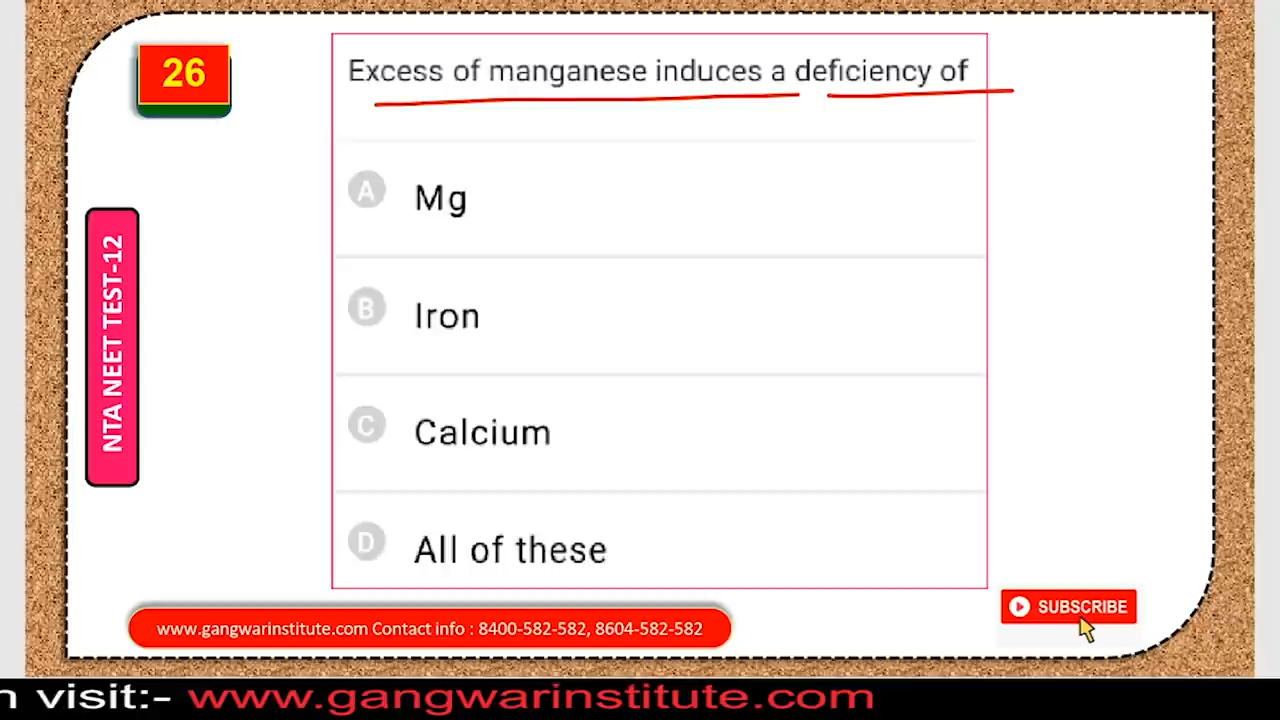 26
Excess of manganese induces a deficiency of
A Mg
B Iron
C Calcium
D All of these
NTA NEET TEST-12
www.gangwarinstitute.com Contact info : 8400-582-582, 8604-582-582
SUBSCRIBE
n visit:- www.gangwarinstitute.com